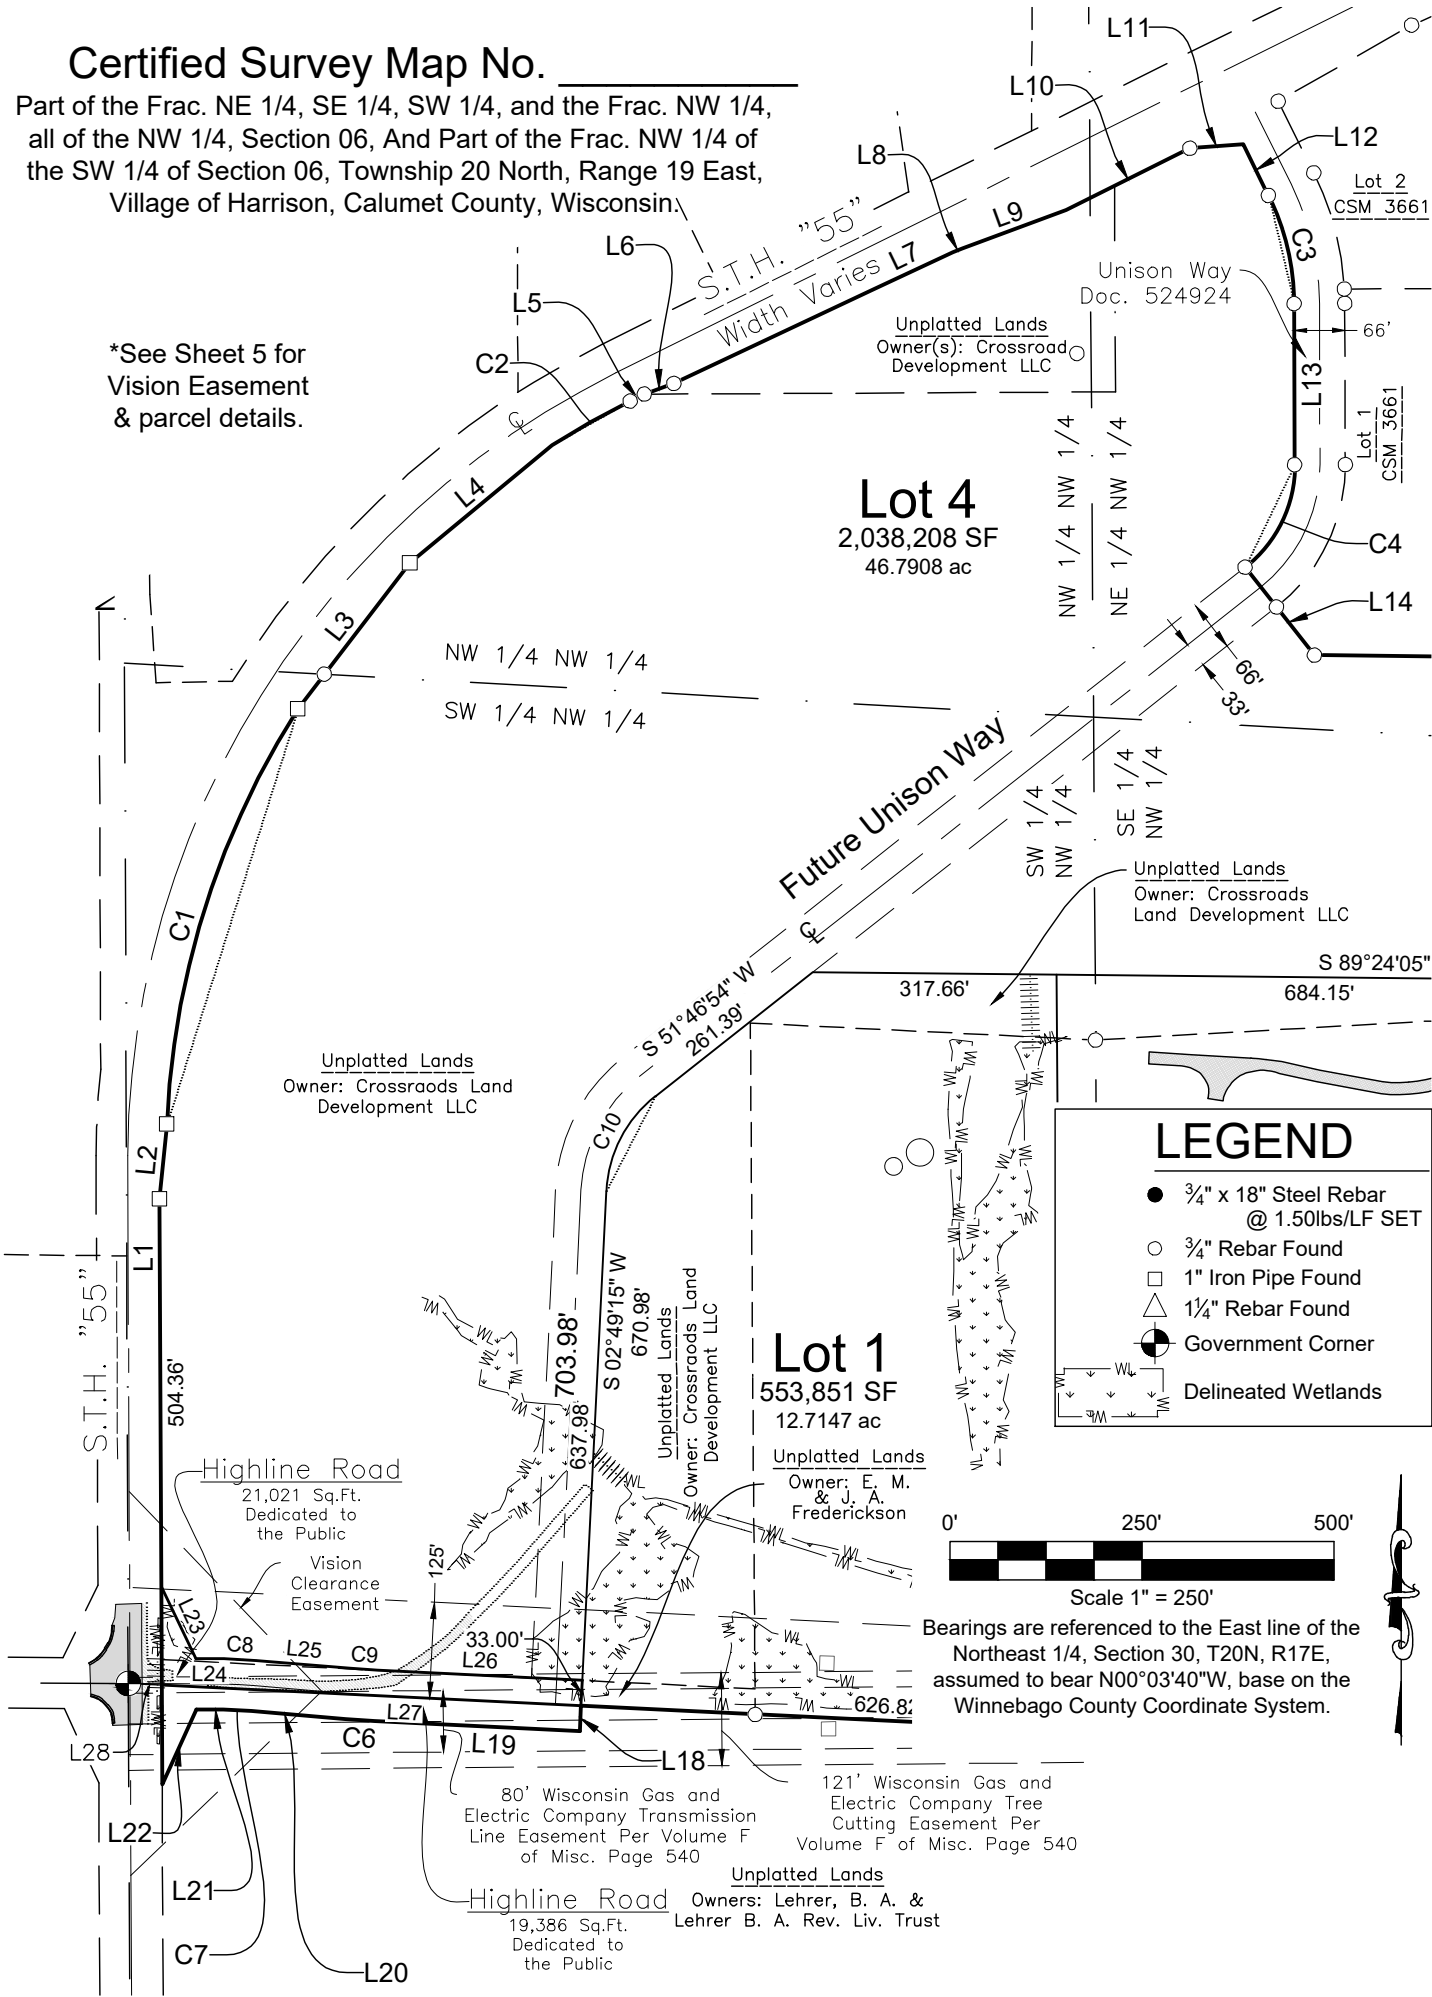 Certified Survey Map No. ____________
Part of the Frac. NE 1/4, SE 1/4, SW 1/4, and the Frac. NW 1/4,
all of the NW 1/4, Section 06, And Part of the Frac. NW 1/4 of
the SW 1/4 of Section 06, Township 20 North, Range 19 East,
Village of Harrison, Calumet County, Wisconsin.
*See Sheet 5 for
Vision Easement
& parcel details.
L11
L10
L8
L12
Lot 2
CSM 3661
L9
L6
S.T.H. "55"
Width Varies
L7
C3
Unison Way
Doc. 524924
L5
C2
Unplatted Lands
Owner(s): Crossroad
Development LLC
66'
L13
Lot 1
CSM 3661
CL
L4
NW 1/4 NW 1/4
NE 1/4 NW 1/4
Lot 4
2,038,208 SF
46.7908 ac
C4
L14
L3
66'
33'
NW 1/4 NW 1/4
SW 1/4 NW 1/4
Future Unison Way
SW 1/4
NW 1/4
SE 1/4
NW 1/4
Unplatted Lands
Owner: Crossroads
Land Development LLC
C1
CL
S 89°24'05"
317.66'
684.15'
S 51°46'54" W
261.39'
Unplatted Lands
Owner: Crossraods Land
Development LLC
C10
L2
LEGEND
¾" x 18" Steel Rebar
@ 1.50lbs/LF SET
¾" Rebar Found
1" Iron Pipe Found
1¼" Rebar Found
Government Corner
WL
Delineated Wetlands
L1
S.T.H. "55"
504.36'
703.98'
637.98'
S 02°49'15" W
670.98'
Unplatted Lands
Owner: Crossraods Land
Development LLC
Lot 1
553,851 SF
12.7147 ac
Unplatted Lands
Owner: E. M.
& J. A.
Frederickson
Highline Road
21,021 Sq.Ft.
Dedicated to
the Public
Vision
Clearance
Easement
125'
0'
250'
500'
Scale 1" = 250'
Bearings are referenced to the East line of the
Northeast 1/4, Section 30, T20N, R17E,
assumed to bear N00°03'40"W, base on the
Winnebago County Coordinate System.
L23
C8
L25
C9
33.00'
L26
L24
L27
626.82
L28
C6
L19
L18
L22
80' Wisconsin Gas and
Electric Company Transmission
Line Easement Per Volume F
of Misc. Page 540
121' Wisconsin Gas and
Electric Company Tree
Cutting Easement Per
Volume F of Misc. Page 540
L21
Highline Road
19,386 Sq.Ft.
Dedicated to
the Public
Unplatted Lands
Owners: Lehrer, B. A. &
Lehrer B. A. Rev. Liv. Trust
C7
L20